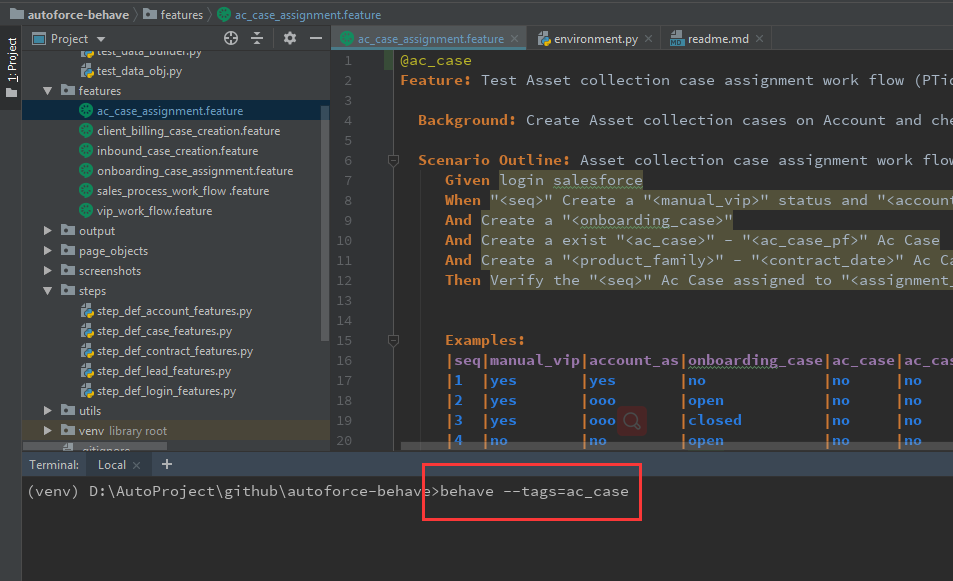 autoforce-behave features ac_case_assignment.feature
1: Project
Project
test_data_builder.py
test_data_obj.py
features
ac_case_assignment.feature
client_billing_case_creation.feature
inbound_case_creation.feature
onboarding_case_assignment.feature
sales_process_work_flow .feature
vip_work_flow.feature
output
page_objects
screenshots
steps
step_def_account_features.py
step_def_case_features.py
step_def_contract_features.py
step_def_lead_features.py
step_def_login_features.py
utils
venv library root
.gitignore
ac_case_assignment.feature environment.py readme.md
1 @ac_case
2 Feature: Test Asset collection case assignment work flow (PTic
3
4 Background: Create Asset collection cases on Account and che
5
6 Scenario Outline: Asset collection case assignment work flow
7 Given login salesforce
8 When "<seq>" Create a "<manual_vip>" status and "<account
9 And Create a "<onboarding_case>"
10 And Create a exist "<ac_case>" - "<ac_case_pf>" Ac Case
11 And Create a "<product_family>" - "<contract_date>" Ac Ca
12 Then Verify the "<seq>" Ac Case assigned to "<assignment_
13
14
15 Examples:
16 |seq|manual_vip|account_as|onboarding_case|ac_case|ac_cas
17 |1 |yes |yes |no |no |no
18 |2 |yes |ooo |open |no |no
19 |3 |yes |ooo |closed |no |no
20 |4 |no |no |open |no |no
Terminal: Local +
(venv) D:\AutoProject\github\autoforce-behave>behave --tags=ac_case